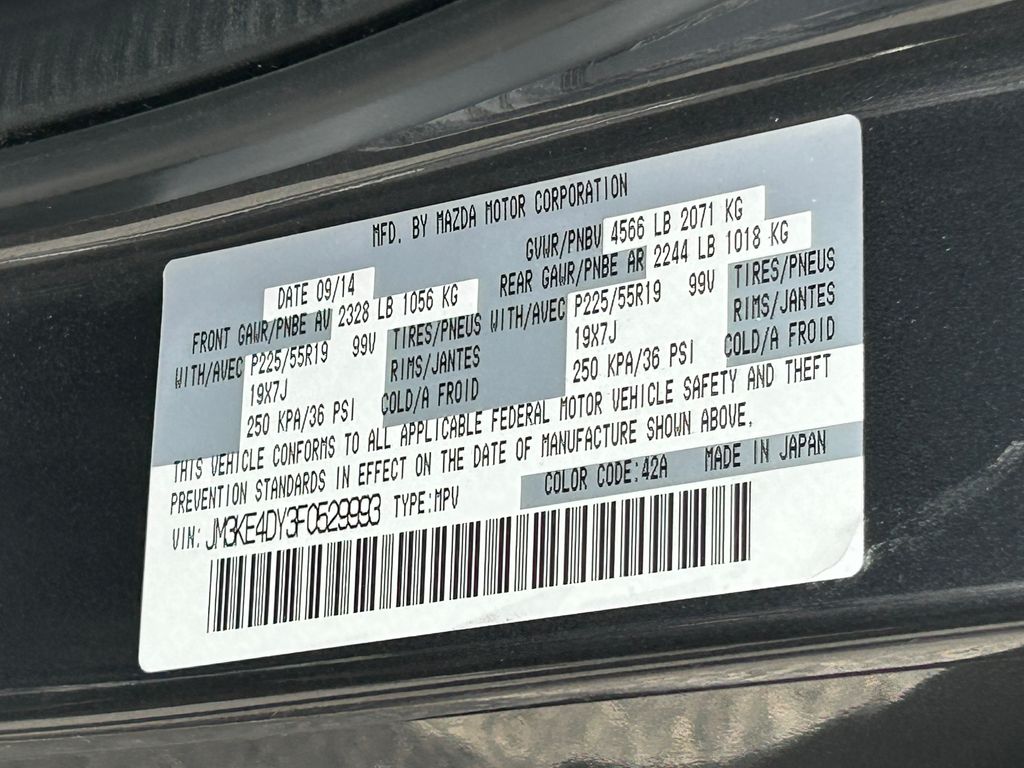 MFD. BY MAZDA MOTOR CORPORATION
DATE 09/14
GVWR/PNBV 4566 LB 2071 KG
FRONT GAWR/PNBE AV 2328 LB 1056 KG
REAR GAWR/PNBE AR 2244 LB 1018 KG
WITH/AVEC P225/55R19 99V TIRES/PNEUS
19X7J RIMS/JANTES
250 KPA/36 PSI COLD/A FROID
WITH/AVEC P225/55R19 99V TIRES/PNEUS
19X7J RIMS/JANTES
250 KPA/36 PSI COLD/A FROID
THIS VEHICLE CONFORMS TO ALL APPLICABLE FEDERAL MOTOR VEHICLE SAFETY AND THEFT
PREVENTION STANDARDS IN EFFECT ON THE DATE OF MANUFACTURE SHOWN ABOVE.
COLOR CODE:42A MADE IN JAPAN
VIN: JM3KE4DY3F0529993 TYPE:MPV